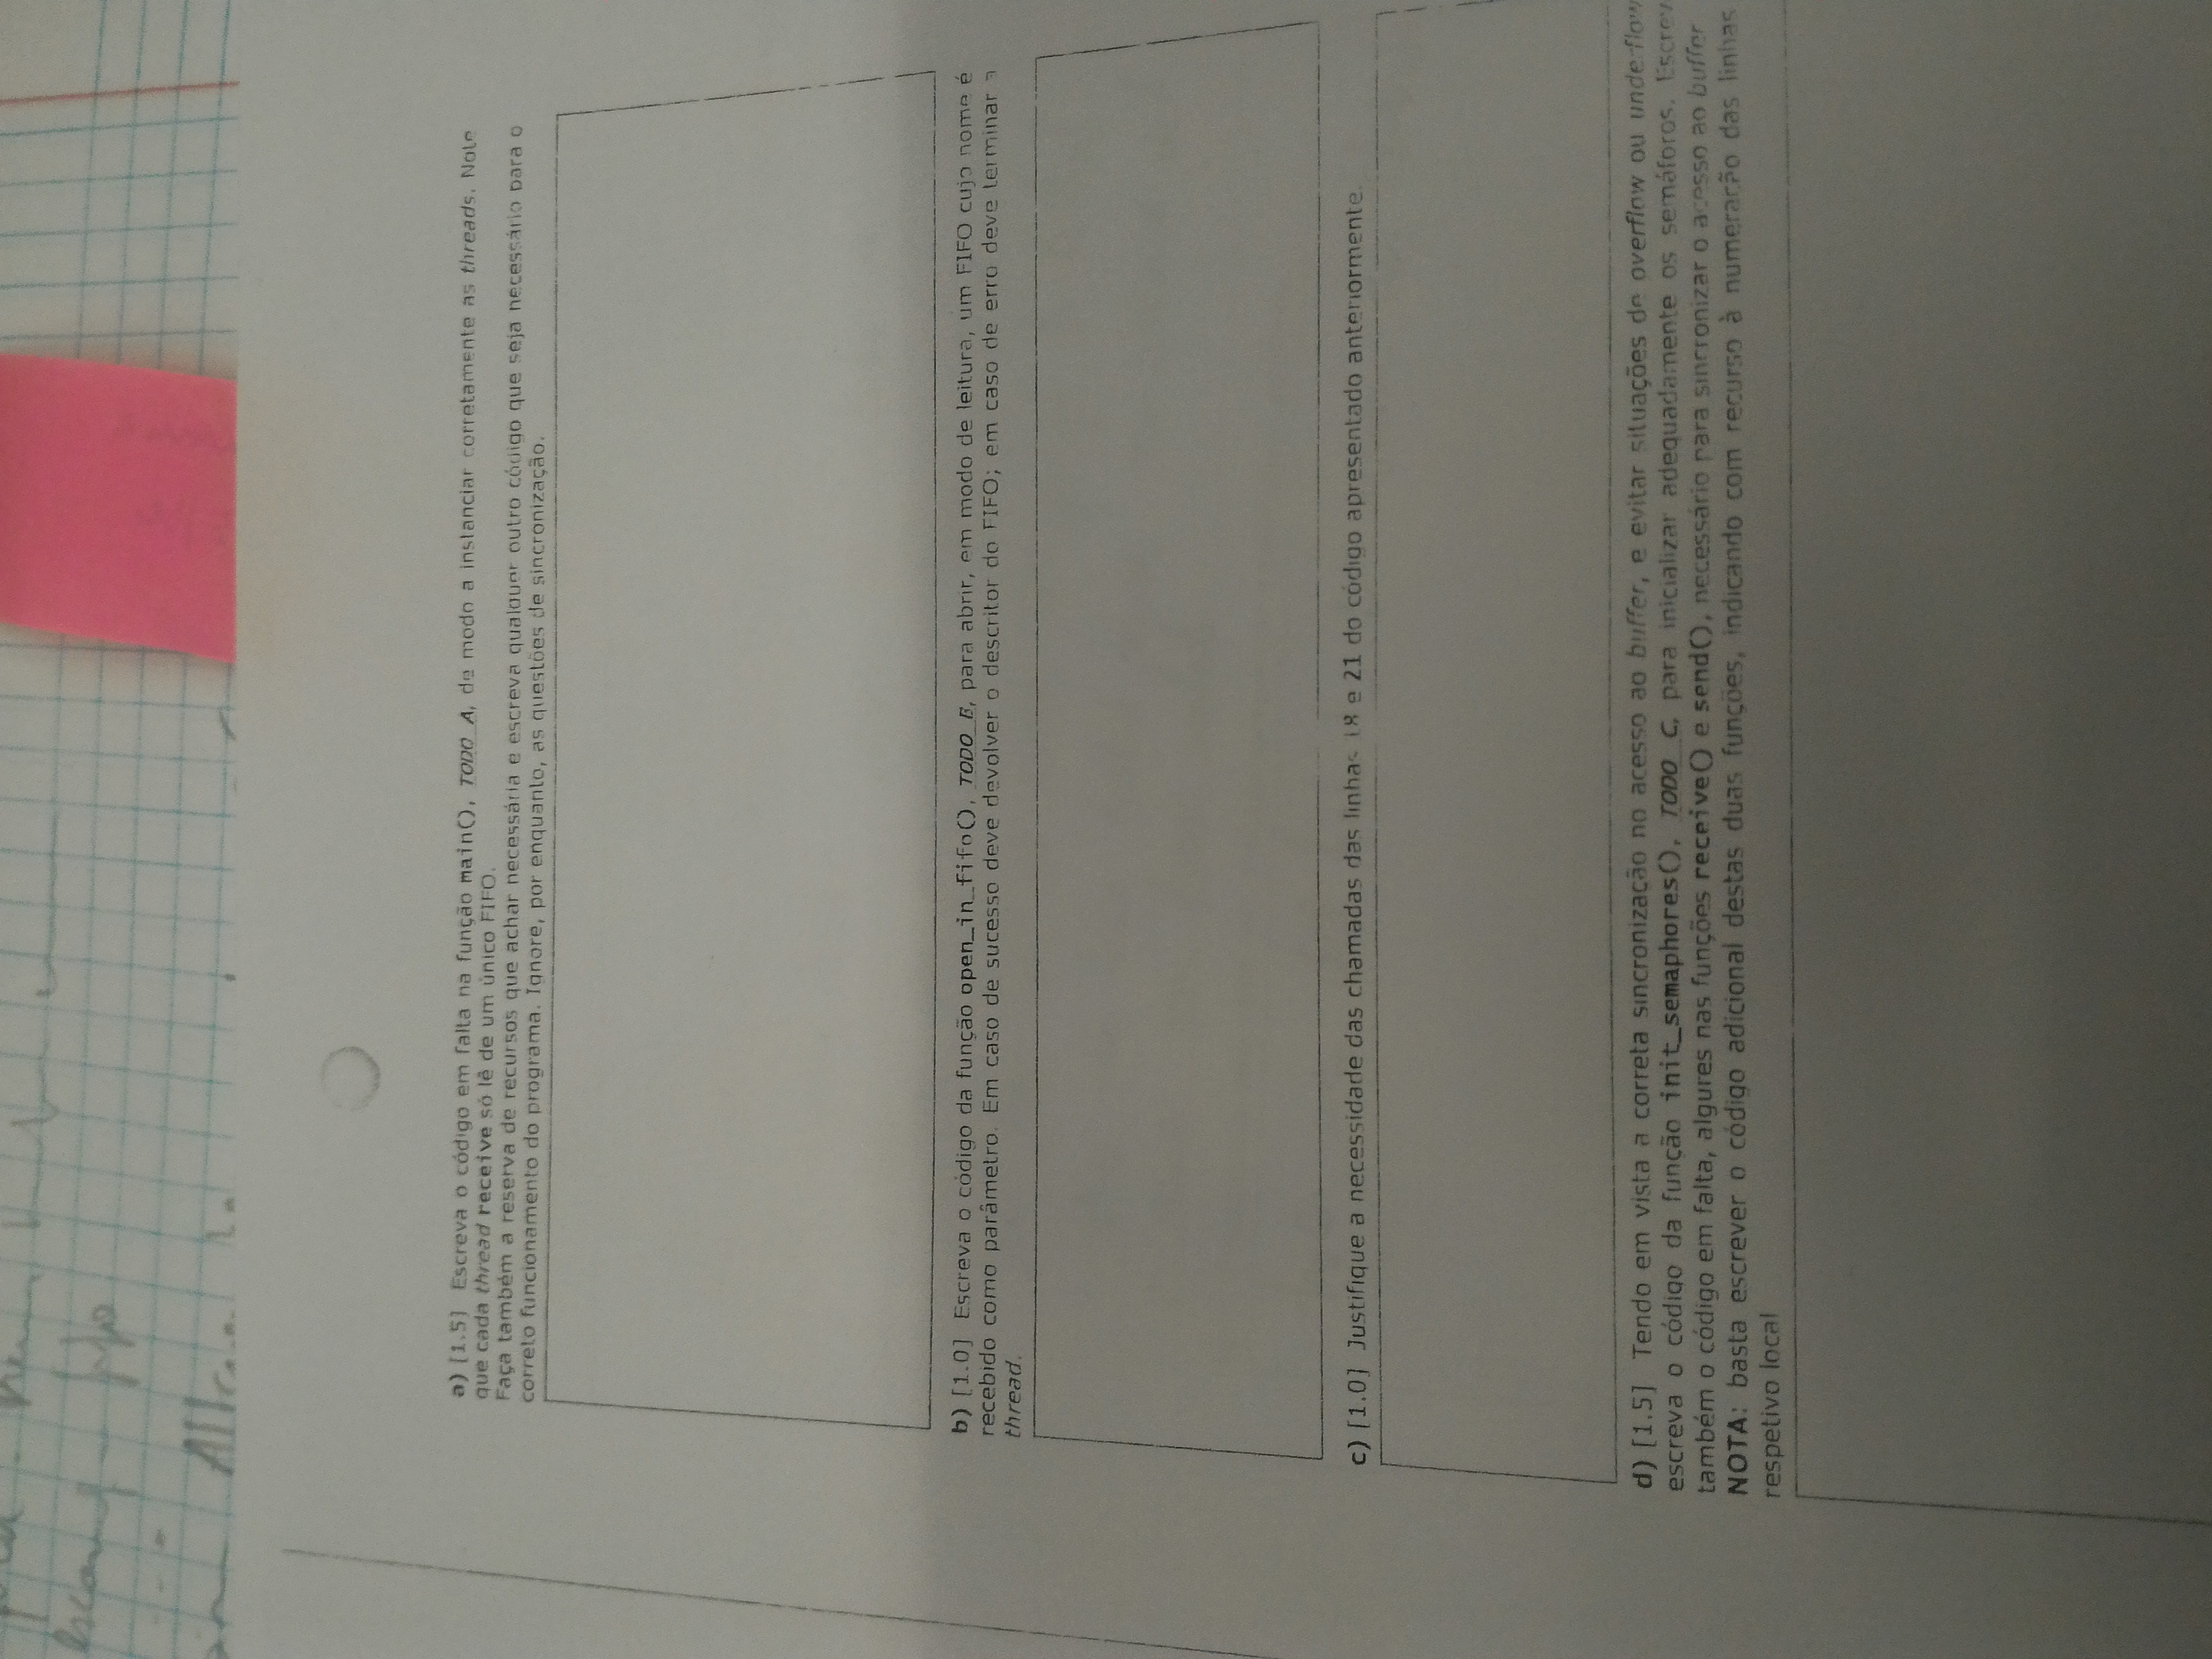 escand fifo
a) [1.5] Escreva o código em falta na função main(), TODO A, de modo a instanciar corretamente as threads. Note
que cada thread receive só lê de um único FIFO.
Faça também a reserva de recursos que achar necessária e escreva qualquer outro código que seja necessário para o
correto funcionamento do programa. Ignore, por enquanto, as questões de sincronização.
b) [1.0] Escreva o código da função open_in_fifo(), TODO B, para abrir, em modo de leitura, um FIFO cujo nome é
recebido como parâmetro. Em caso de sucesso deve devolver o descritor do FIFO; em caso de erro deve terminar a
thread.
c) [1.0] Justifique a necessidade das chamadas das linhas 18 e 21 do código apresentado anteriormente.
d) [1.5] Tendo em vista a correta sincronização no acesso ao buffer, e evitar situações de overflow ou underflow
escreva o código da função init_semaphores(), TODO C, para inicializar adequadamente os semáforos. Escrev
também o código em falta, algures nas funções receive() e send(), necessário para sincronizar o acesso ao buffer
NOTA: basta escrever o código adicional destas duas funções, indicando com recurso à numeração das linhas
respetivo local